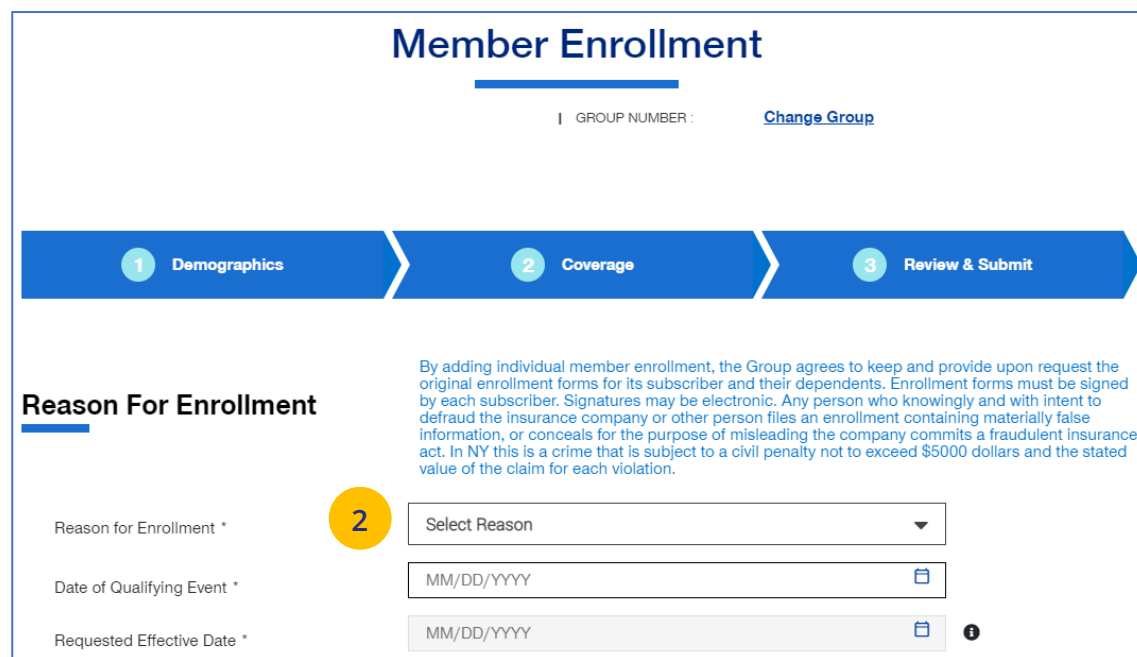 Member Enrollment
| GROUP NUMBER : Change Group
1 Demographics 2 Coverage 3 Review & Submit
Reason For Enrollment
By adding individual member enrollment, the Group agrees to keep and provide upon request the
original enrollment forms for its subscriber and their dependents. Enrollment forms must be signed
by each subscriber. Signatures may be electronic. Any person who knowingly and with intent to
defraud the insurance company or other person files an enrollment containing materially false
information, or conceals for the purpose of misleading the company commits a fraudulent insurance
act. In NY this is a crime that is subject to a civil penalty not to exceed $5000 dollars and the stated
value of the claim for each violation.
Reason for Enrollment * 2 Select Reason
Date of Qualifying Event * MM/DD/YYYY
Requested Effective Date * MM/DD/YYYY